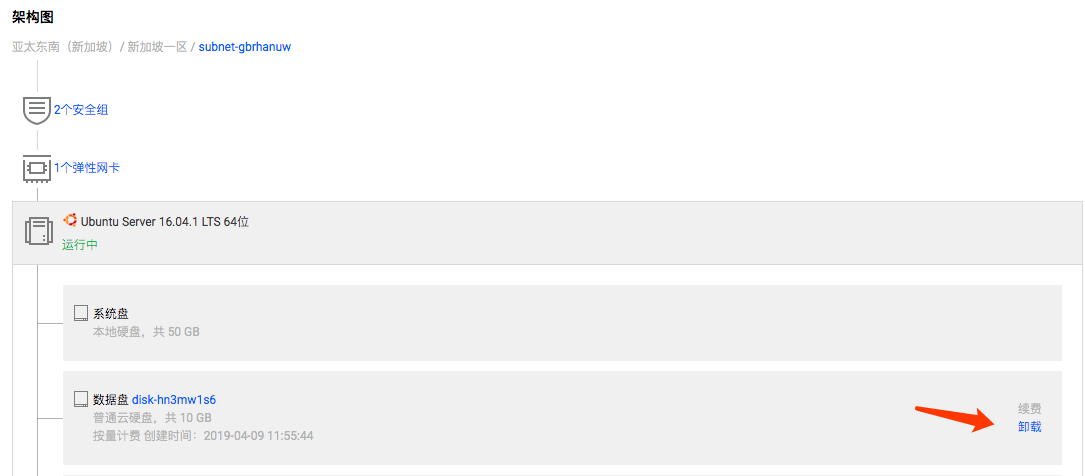 架构图
亚太东南（新加坡）/ 新加坡一区 / subnet-gbrhanuw
2个安全组
1个弹性网卡
Ubuntu Server 16.04.1 LTS 64位
运行中
系统盘
本地硬盘，共 50 GB
数据盘 disk-hn3mw1s6
普通云硬盘，共 10 GB
按量计费 创建时间：2019-04-09 11:55:44
续费
卸载